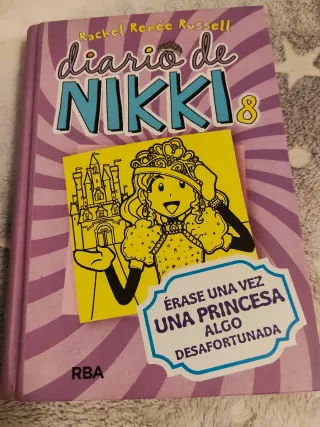 Rachel Renée Russell
diario de
NIKKI 8
ÉRASE UNA VEZ
UNA PRINCESA
ALGO
DESAFORTUNADA
RBA